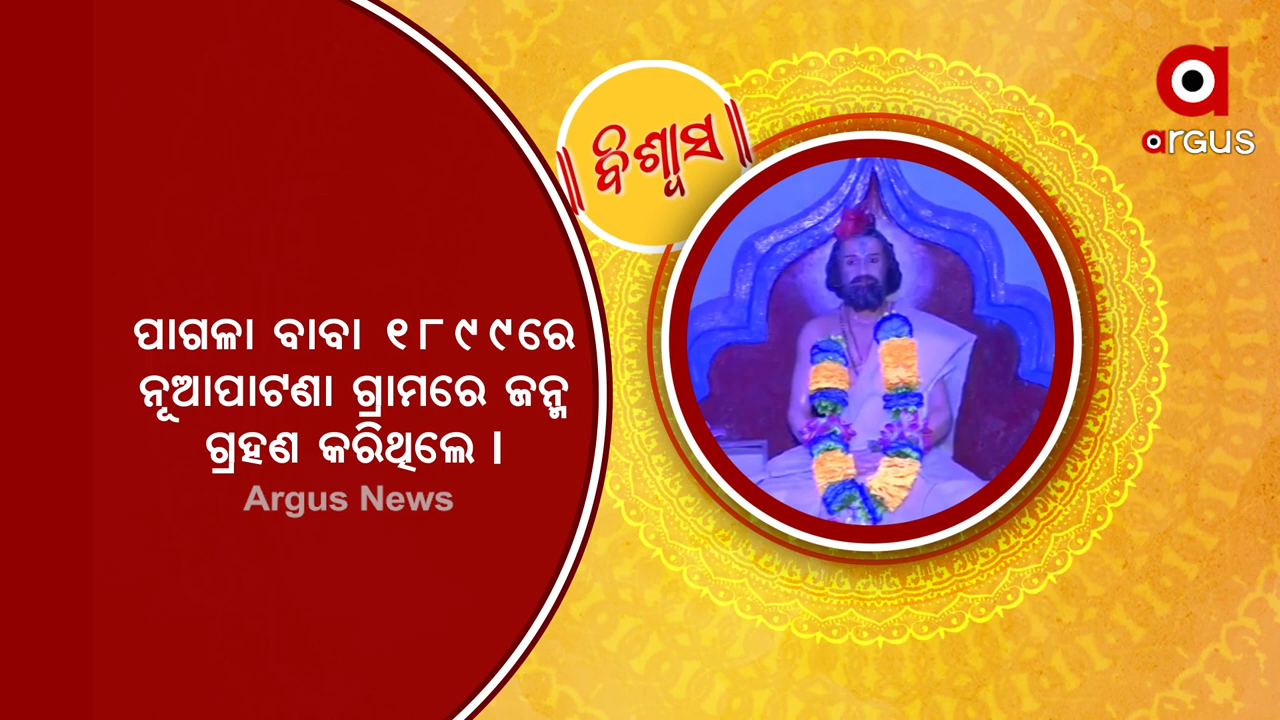 ॥ ବିଶ୍ୱାସ ॥
argus
ପାଗଳା ବାବା ୧୮୯୯ରେ
ନୂଆପାଟଣା ଗ୍ରାମରେ ଜନ୍ମ
ଗ୍ରହଣ କରିଥିଲେ ।
Argus News